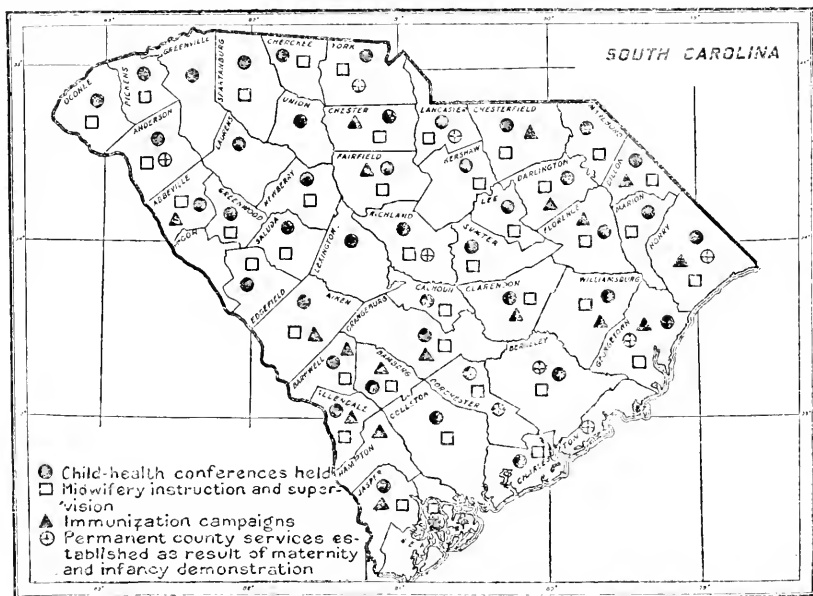 SOUTH CAROLINA
OCONEE
PICKENS
GREENVILLE
SPARTANBURG
CHEROKEE
YORK
ANDERSON
LAURENS
UNION
CHESTER
LANCASTER
CHESTERFIELD
DILLON
ABBEVILLE
GREENWOOD
NEWBERRY
FAIRFIELD
KERSHAW
DARLINGTON
MARION
SALUDA
LEXINGTON
RICHLAND
LEE
SUMTER
FLORENCE
HORRY
EDGEFIELD
AIKEN
CALHOUN
ORANGEBURG
CLARENDON
WILLIAMSBURG
GEORGETOWN
BARNWELL
BAMBERG
BERKELEY
DORCHESTER
COLLETON
ALLENDALE
HAMPTON
CHARLESTON
JASPER
Child-health conferences held
Midwifery instruction and super-
vision
Immunization campaigns
Permanent county services es-
tablished as result of maternity
and infancy demonstration